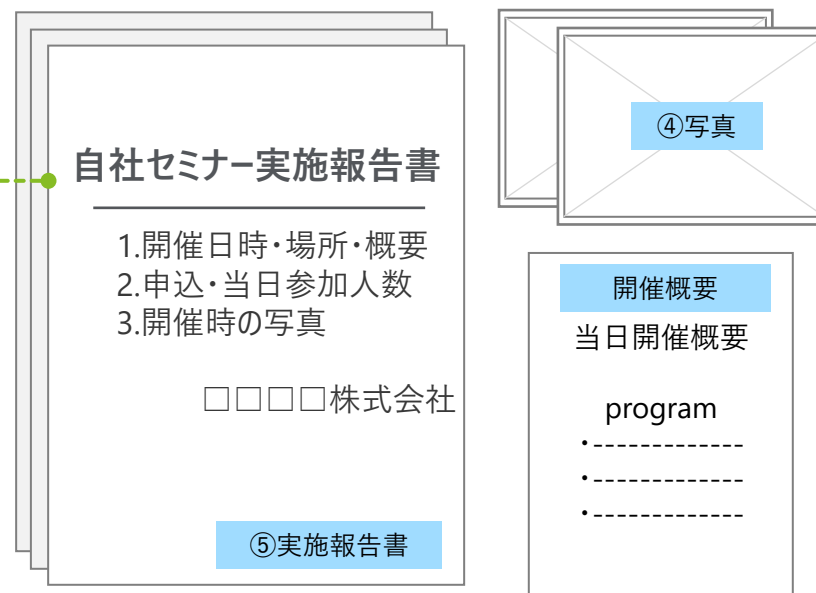 自社セミナー実施報告書
1.開催日時・場所・概要
2.申込・当日参加人数
3.開催時の写真
□□□□株式会社
⑤実施報告書
④写真
開催概要
当日開催概要
program
・-------------
・-------------
・-------------